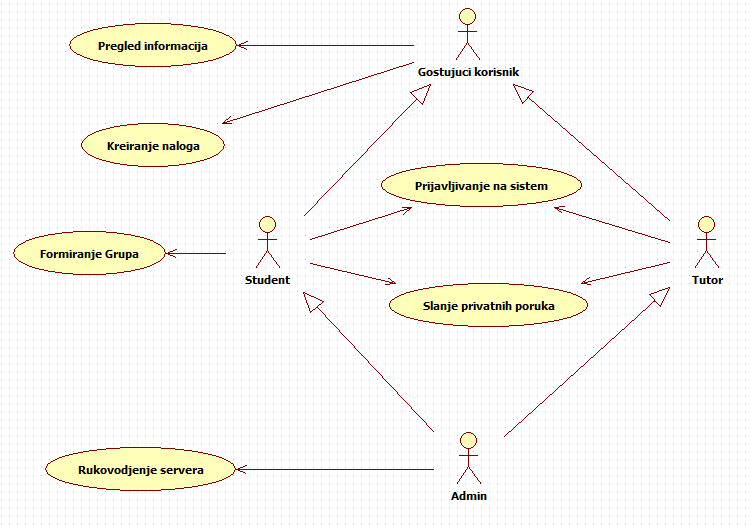 Pregled informacija
Gostujuci korisnik
Kreiranje naloga
Prijavljivanje na sistem
Formiranje Grupa
Student
Tutor
Slanje privatnih poruka
Rukovodjenje servera
Admin